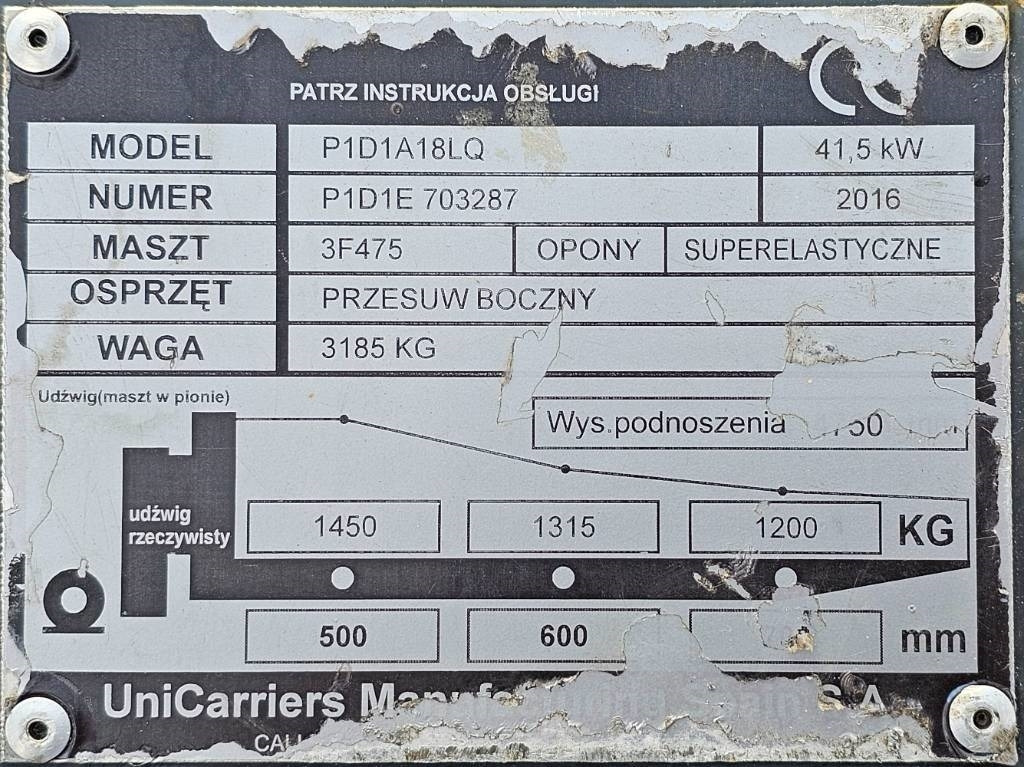 PATRZ INSTRUKCJA OBSŁUGI
MODEL P1D1A18LQ 41,5 kW
NUMER P1D1E 703287 2016
MASZT 3F475 OPONY SUPERELASTYCZNE
OSPRZĘT PRZESUW BOCZNY
WAGA 3185 KG
Udźwig(maszt w pionie)
Wys.podnoszenia
udźwig
rzeczywisty
1450 1315 1200 KG
500 600 mm
UniCarriers